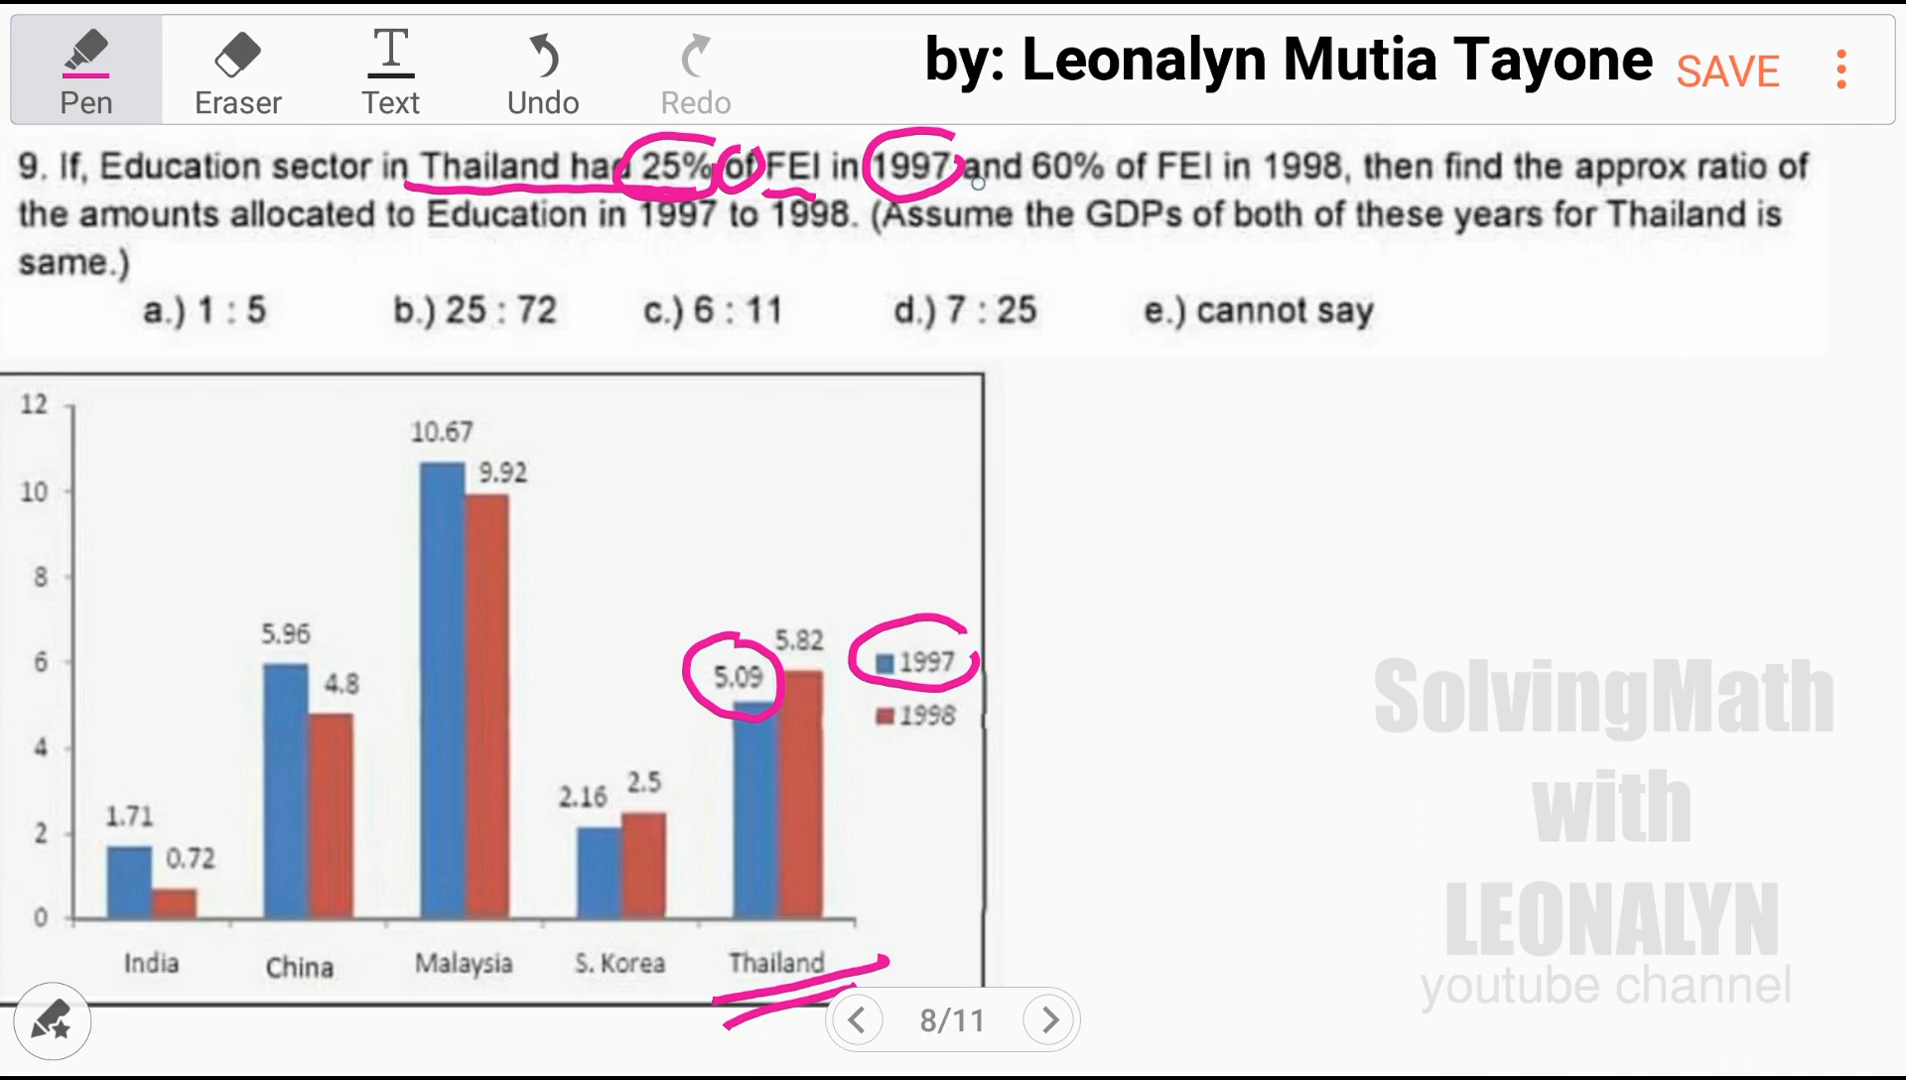 by: Leonalyn Mutia Tayone
SAVE
Pen
Eraser
Text
Undo
Redo
9. If, Education sector in Thailand had 25% of FEI in 1997 and 60% of FEI in 1998, then find the approx ratio of
the amounts allocated to Education in 1997 to 1998. (Assume the GDPs of both of these years for Thailand is
same.)
a.) 1 : 5 b.) 25 : 72 c.) 6 : 11 d.) 7 : 25 e.) cannot say
12
10
8
6
4
2
0
1.71
0.72
5.96
4.8
10.67
9.92
2.16
2.5
5.09
5.82
1997
1998
India China Malaysia S. Korea Thailand
8/11
SolvingMath
with
LEONALYN
youtube channel